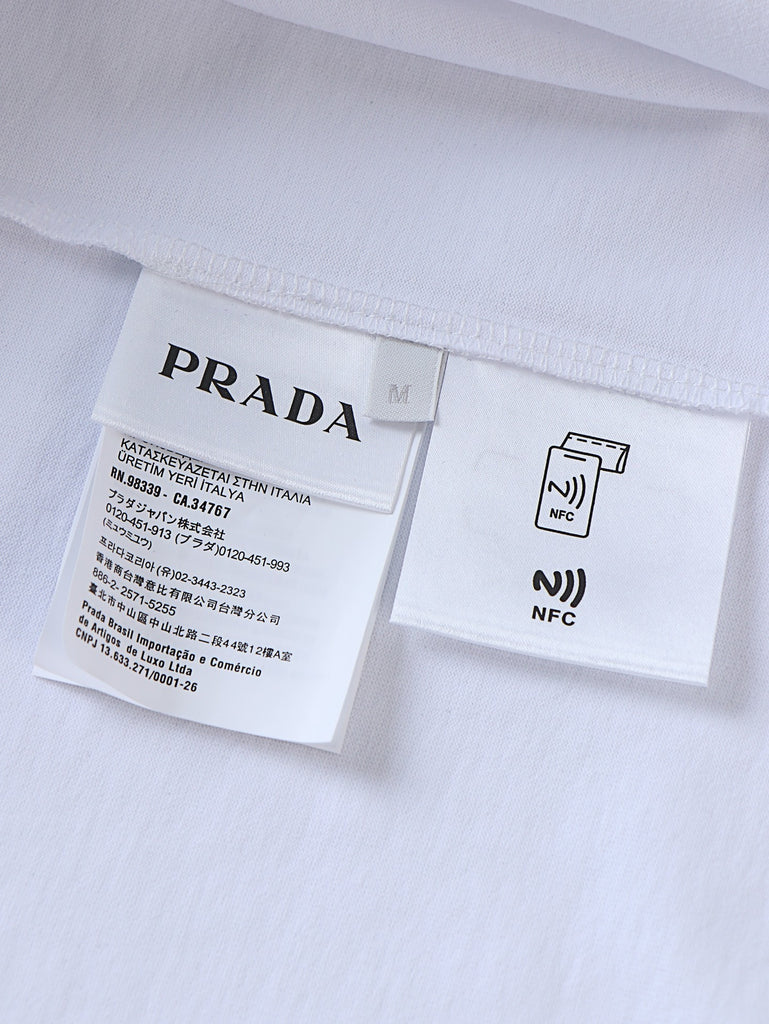 PRADA
M
ΚΑΤΑΣΚΕΥΑΖΕΤΑΙ ΣΤΗΝ ΙΤΑΛΙΑ
ÜRETİM YERİ İTALYA
RN.98339 - CA.34767
プラダジャパン株式会社
0120-451-913 (プラダ)0120-451-993
(ミュウミュウ)
프라다코리아(유)02-3443-2323
香港商台灣意比有限公司台灣分公司
886-2-2571-5255
臺北市中山區中山北路二段44號12樓A室
Prada Brasil Importação e Comércio
de Artigos de Luxo Ltda
CNPJ 13.633.271/0001-26
NFC
NFC